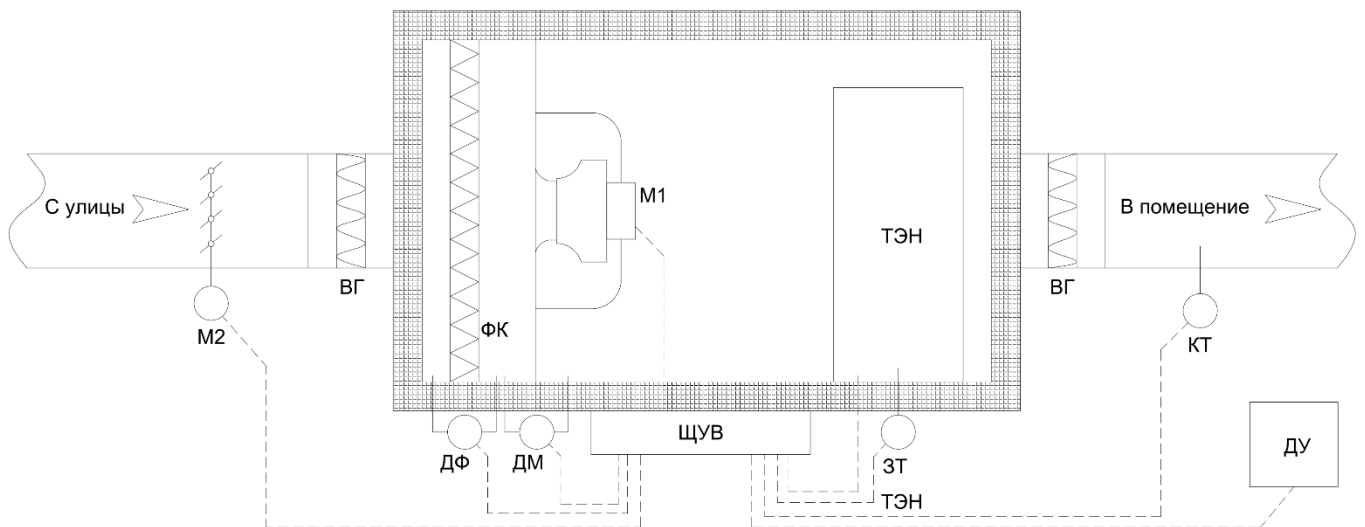 М1
С улицы
В помещение
ТЭН
ВГ
ВГ
ФК
М2
КТ
ЩУВ
ДУ
ДФ
ДМ
ЗТ
ТЭН